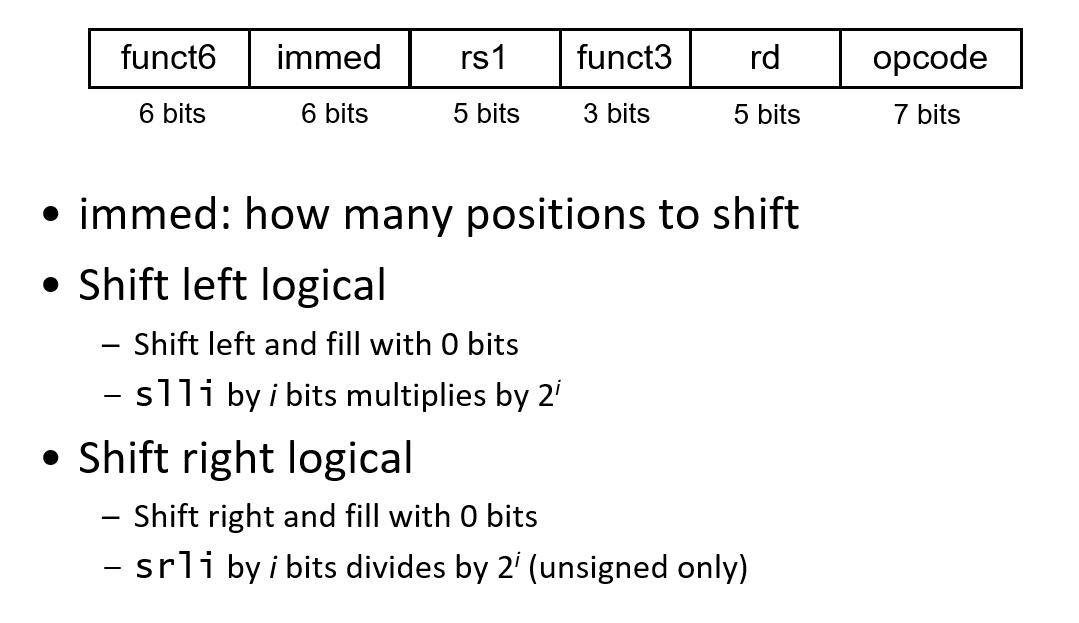 funct6 immed rs1 funct3 rd opcode
6 bits 6 bits 5 bits 3 bits 5 bits 7 bits
• immed: how many positions to shift
• Shift left logical
– Shift left and fill with 0 bits
– slli by i bits multiplies by 2ⁱ
• Shift right logical
– Shift right and fill with 0 bits
– srli by i bits divides by 2ⁱ (unsigned only)